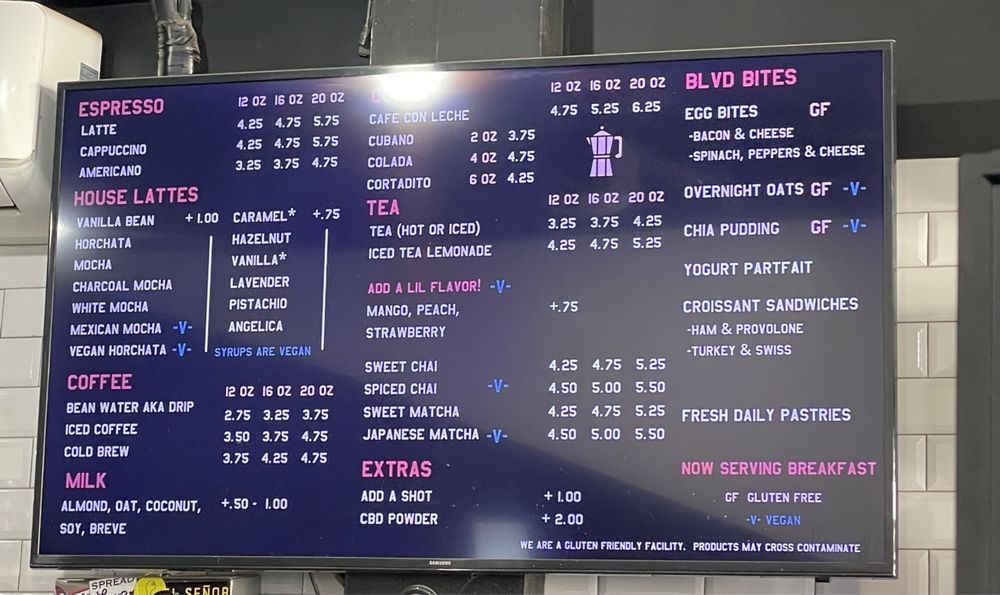 ESPRESSO 12 OZ 16 OZ 20 OZ
LATTE 4.25 4.75 5.75
CAPPUCCINO 4.25 4.75 5.75
AMERICANO 3.25 3.75 4.75
HOUSE LATTES
VANILLA BEAN +1.00 CARAMEL* +.75
HORCHATA HAZELNUT
MOCHA VANILLA*
CHARCOAL MOCHA LAVENDER
WHITE MOCHA PISTACHIO
MEXICAN MOCHA -V- ANGELICA
VEGAN HORCHATA -V- SYRUPS ARE VEGAN
COFFEE 12 OZ 16 OZ 20 OZ
BEAN WATER AKA DRIP 2.75 3.25 3.75
ICED COFFEE 3.50 3.75 4.75
COLD BREW 3.75 4.25 4.75
MILK
ALMOND, OAT, COCONUT, +.50 - 1.00
SOY, BREVE
12 OZ 16 OZ 20 OZ
CAFE CON LECHE 4.75 5.25 6.25
CUBANO 2 OZ 3.75
COLADA 4 OZ 4.75
CORTADITO 6 OZ 4.25
TEA 12 OZ 16 OZ 20 OZ
TEA (HOT OR ICED) 3.25 3.75 4.25
ICED TEA LEMONADE 4.25 4.75 5.25
ADD A LIL FLAVOR! -V-
MANGO, PEACH, +.75
STRAWBERRY
SWEET CHAI 4.25 4.75 5.25
SPICED CHAI -V- 4.50 5.00 5.50
SWEET MATCHA 4.25 4.75 5.25
JAPANESE MATCHA -V- 4.50 5.00 5.50
EXTRAS
ADD A SHOT +1.00
CBD POWDER +2.00
BLVD BITES
EGG BITES GF
-BACON & CHEESE
-SPINACH, PEPPERS & CHEESE
OVERNIGHT OATS GF -V-
CHIA PUDDING GF -V-
YOGURT PARTFAIT
CROISSANT SANDWICHES
-HAM & PROVOLONE
-TURKEY & SWISS
FRESH DAILY PASTRIES
NOW SERVING BREAKFAST
GF GLUTEN FREE
-V- VEGAN
WE ARE A GLUTEN FRIENDLY FACILITY. PRODUCTS MAY CROSS CONTAMINATE
SAMSUNG
SPREAD
SEÑOR